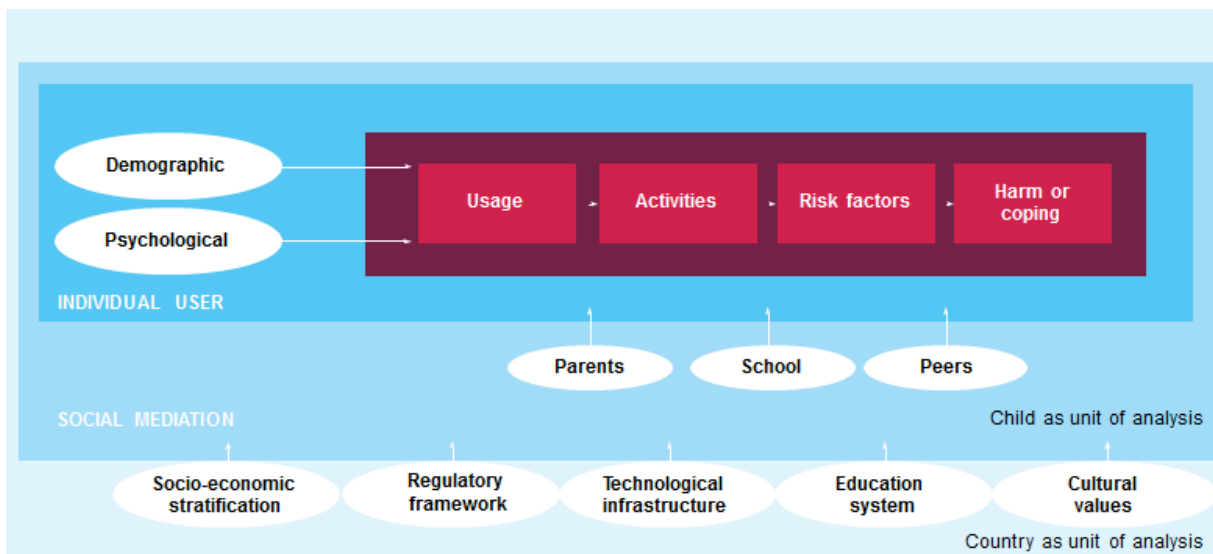 Demographic
Psychological
Usage
Activities
Risk factors
Harm or
coping
INDIVIDUAL USER
Parents
School
Peers
SOCIAL MEDIATION
Child as unit of analysis
Socio-economic
stratification
Regulatory
framework
Technological
infrastructure
Education
system
Cultural
values
Country as unit of analysis